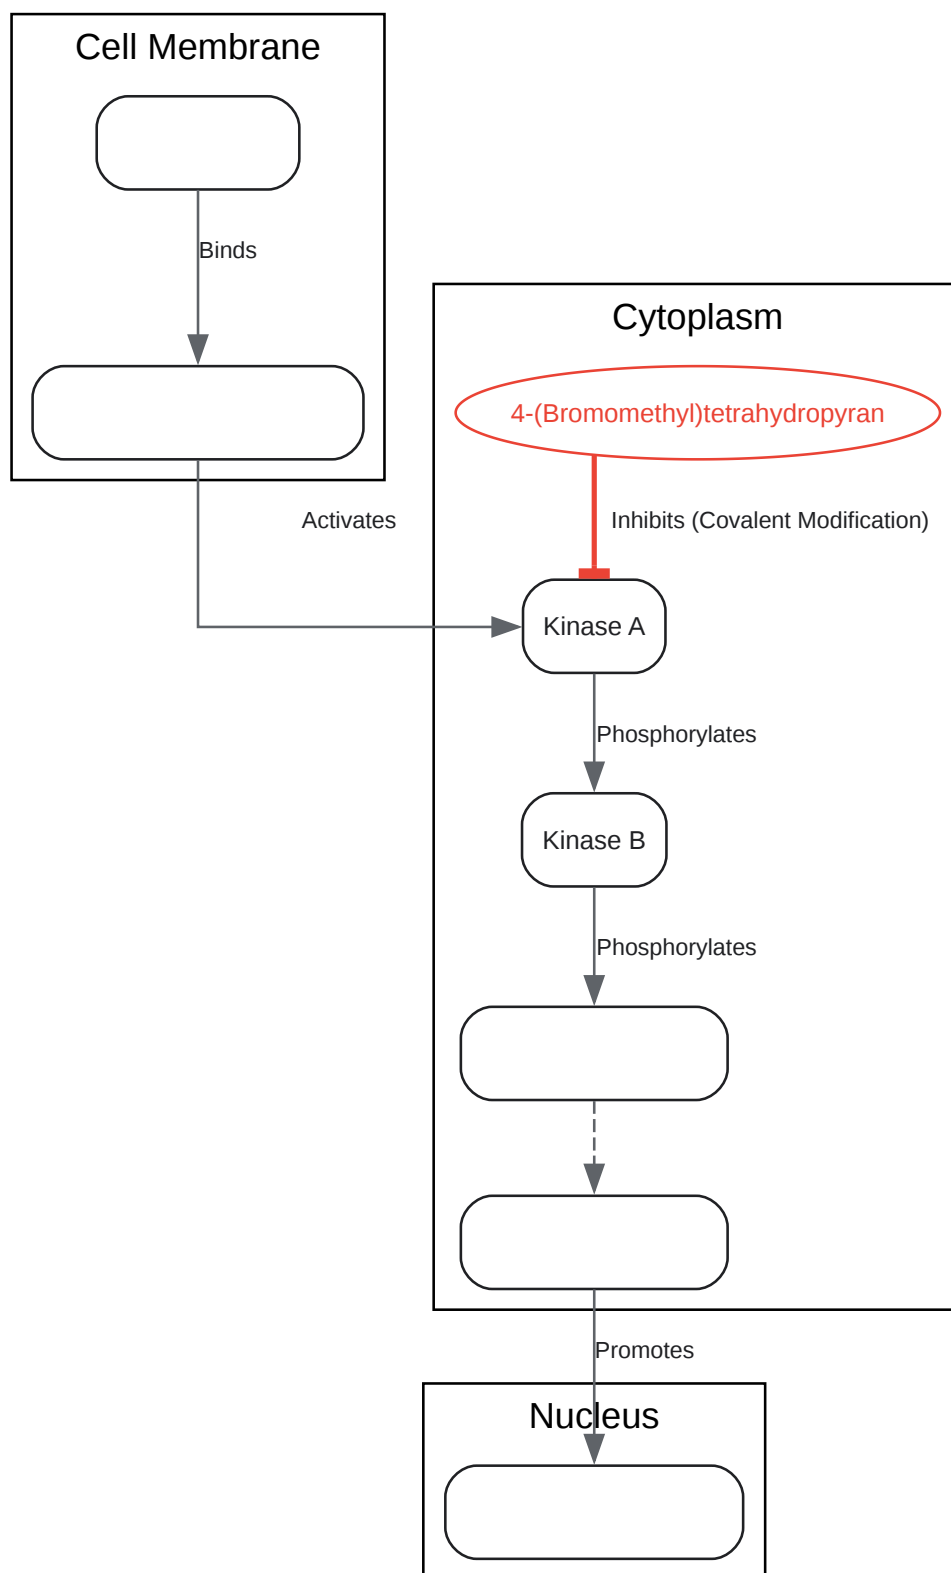 Cell Membrane
Binds
Cytoplasm
4-(Bromomethyl)tetrahydropyran
Activates
Inhibits (Covalent Modification)
Kinase A
Phosphorylates
Kinase B
Phosphorylates
Promotes
Nucleus